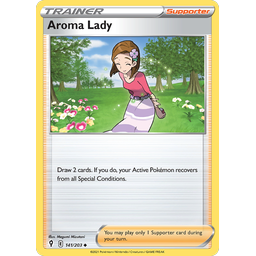 TRAINER
Supporter
Aroma Lady
Draw 2 cards. If you do, your Active Pokémon recovers
from all Special Conditions.
Illus. Megumi Mizutani
141/203
You may play only 1 Supporter card during
your turn.
©2021 Pokémon / Nintendo / Creatures / GAME FREAK